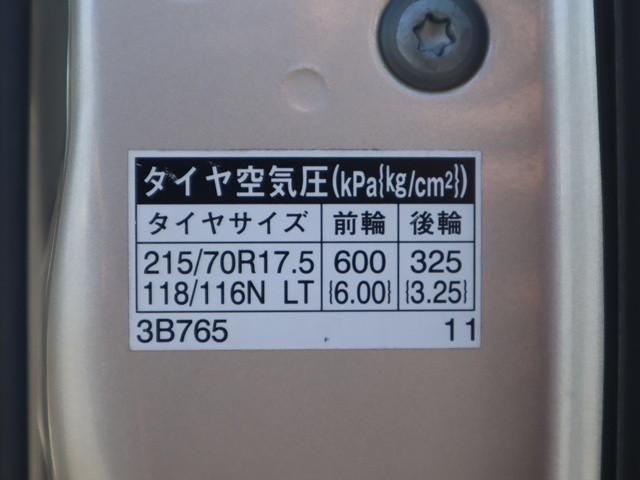 タイヤ空気圧(kPa{kg/cm²})
タイヤサイズ 前輪 後輪
215/70R17.5 600 325
118/116N LT {6.00} {3.25}
3B765 11